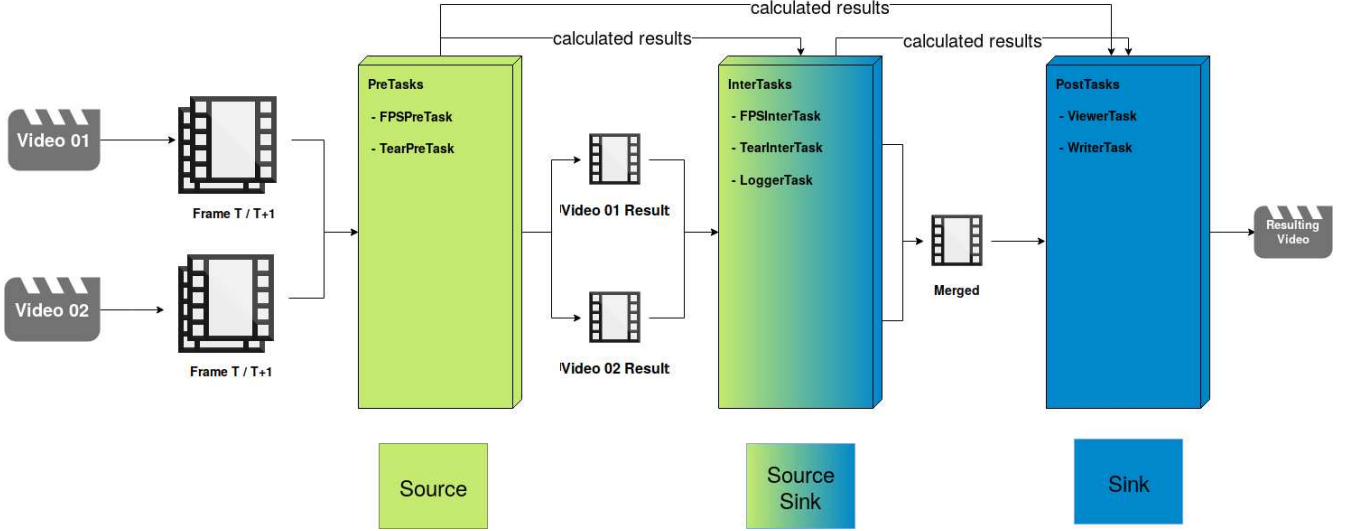 calculated results
calculated results
calculated results
PreTasks
- FPSPreTask
- TearPreTask
InterTasks
- FPSInterTask
- TearInterTask
- LoggerTask
PostTasks
- ViewerTask
- WriterTask
Video 01
Frame T / T+1
Video 02
Frame T / T+1
Video 01 Result
Video 02 Result
Merged
Resulting
Video
Source
Source
Sink
Sink